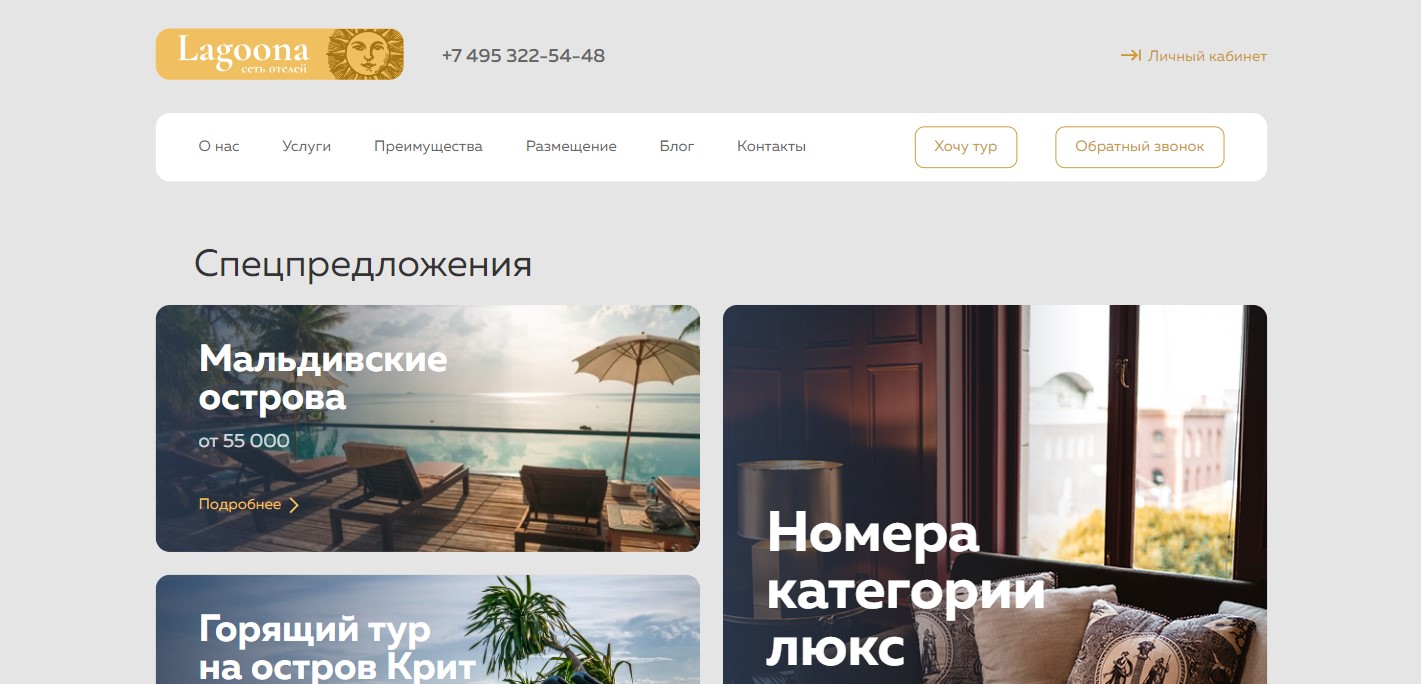 Lagoona
сеть отелей
+7 495 322-54-48
Личный кабинет
О нас
Услуги
Преимущества
Размещение
Блог
Контакты
Хочу тур
Обратный звонок
Спецпредложения
Мальдивские
острова
от 55 000
Подробнее
Горящий тур
на остров Крит
Номера
категории
люкс